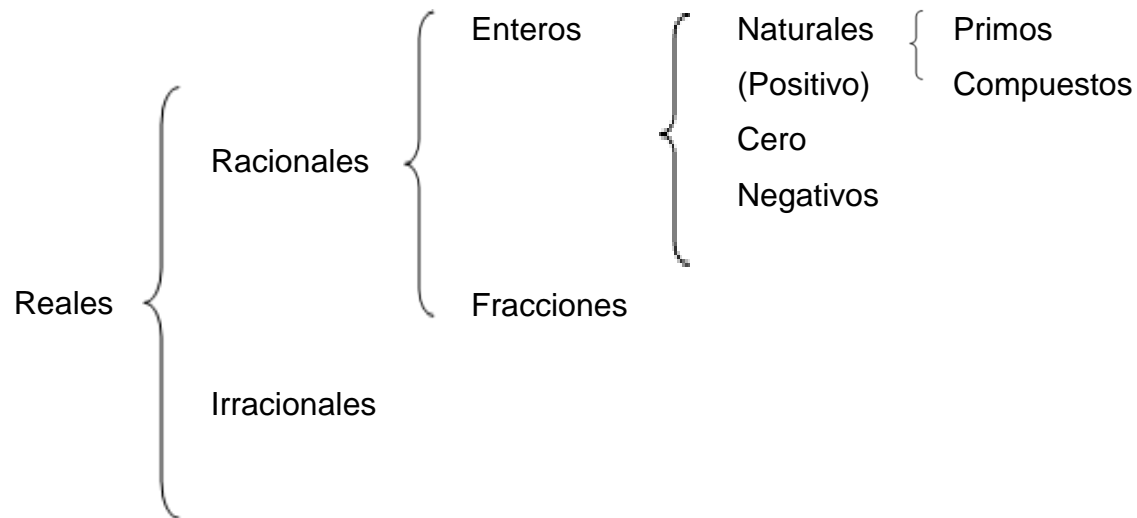 Enteros Naturales Primos
(Positivo) Compuestos
Cero
Racionales
Negativos
Reales Fracciones
Irracionales